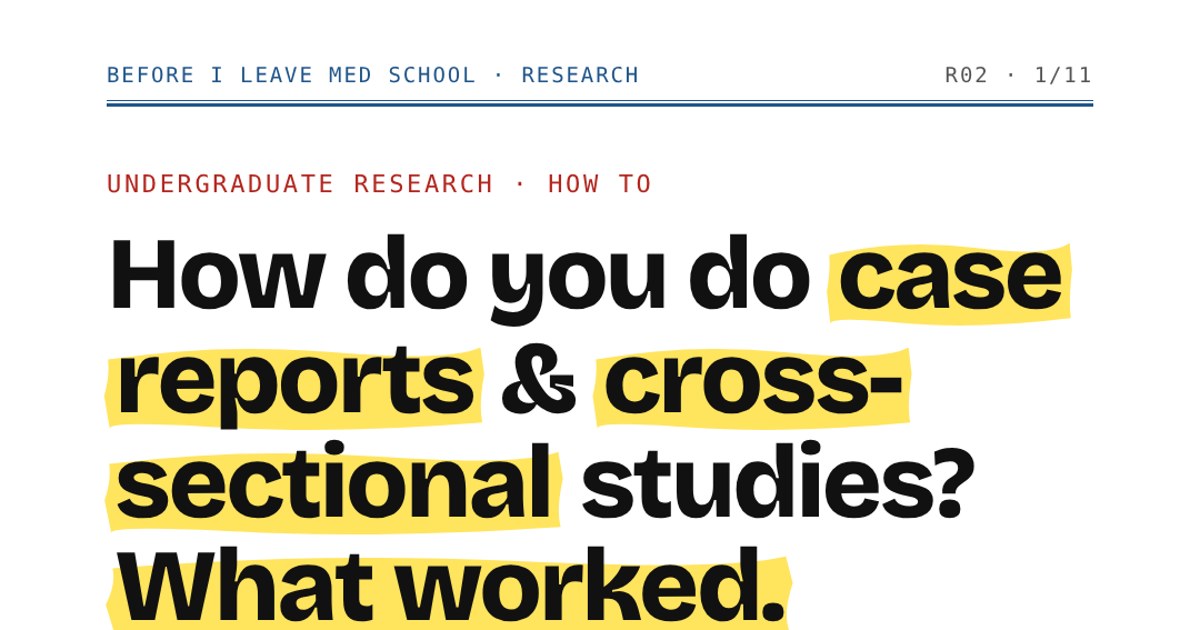 BEFORE I LEAVE MED SCHOOL · RESEARCH
R02 · 1/11
UNDERGRADUATE RESEARCH · HOW TO
How do you do case
reports & cross-
sectional studies?
What worked.